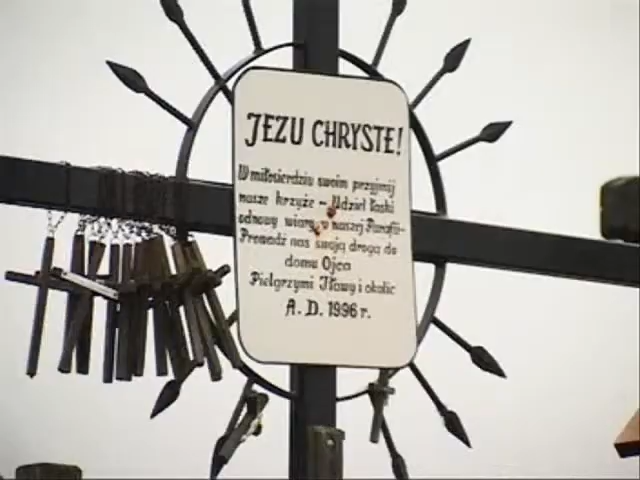 JEZU CHRYSTE!
W miłosierdziu swoim przyjmij
nasze krzyże – Udziel łaski
odnowy wiary w naszej Parafii–
Prowadź nas swoją drogą do
domu Ojca
Pielgrzymi Iławy i okolic
A. D. 1996 r.